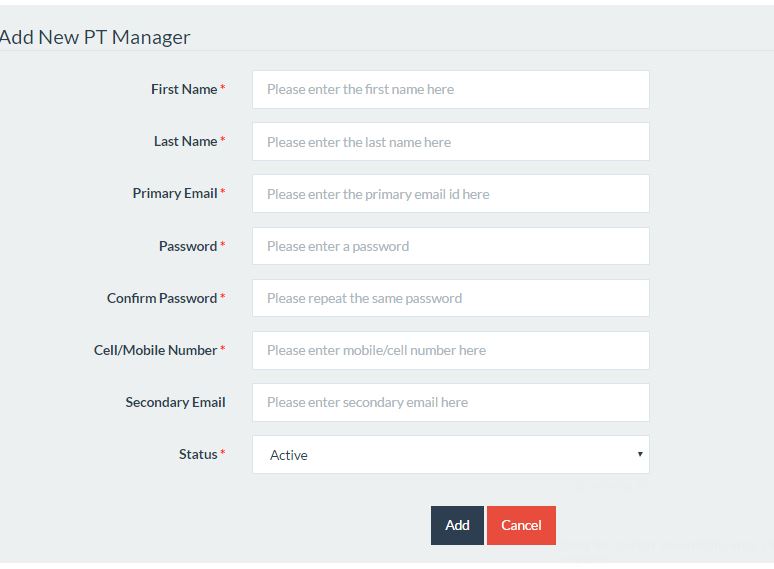 Add New PT Manager
First Name * Please enter the first name here
Last Name * Please enter the last name here
Primary Email * Please enter the primary email id here
Password * Please enter a password
Confirm Password * Please repeat the same password
Cell/Mobile Number * Please enter mobile/cell number here
Secondary Email Please enter secondary email here
Status * Active
Add Cancel